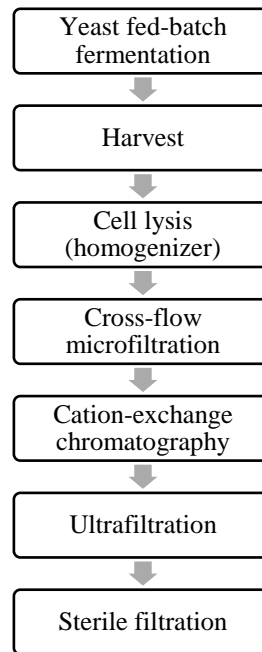 Yeast fed-batch
fermentation
Harvest
Cell lysis
(homogenizer)
Cross-flow
microfiltration
Cation-exchange
chromatography
Ultrafiltration
Sterile filtration